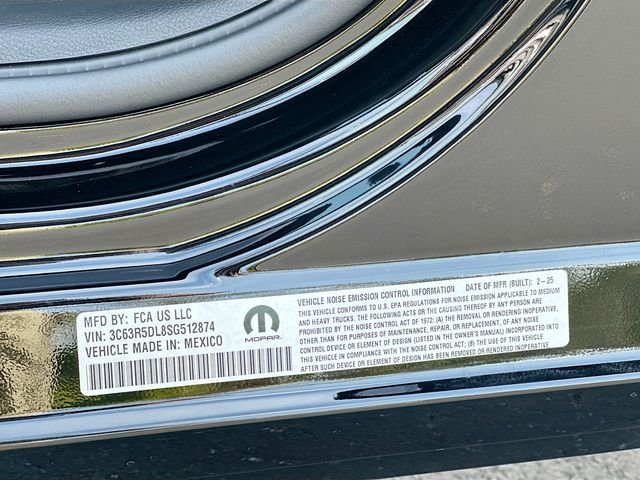 MFD BY: FCA US LLC
VIN: 3C63R5DL8SG512874
VEHICLE MADE IN: MEXICO
MOPAR
VEHICLE NOISE EMISSION CONTROL INFORMATION DATE OF MFR (BUILT): 2-25
THIS VEHICLE CONFORMS TO U.S. EPA REGULATIONS FOR NOISE EMISSION APPLICABLE TO MEDIUM
AND HEAVY TRUCKS. THE FOLLOWING ACTS OR THE CAUSING THEREOF BY ANY PERSON ARE
PROHIBITED BY THE NOISE CONTROL ACT OF 1972; (A) THE REMOVAL OR RENDERING INOPERATIVE,
OTHER THAN FOR PURPOSES OF MAINTENANCE, REPAIR, OR REPLACEMENT, OF ANY NOISE
CONTROL DEVICE OR ELEMENT OF DESIGN (LISTED IN THE OWNER'S MANUAL) INCORPORATED INTO
THIS VEHICLE IN COMPLIANCE WITH THE NOISE CONTROL ACT; (B) THE USE OF THIS VEHICLE
AFTER SUCH DEVICE OR ELEMENT OF DESIGN HAS BEEN REMOVED OR RENDERED INOPERATIVE.